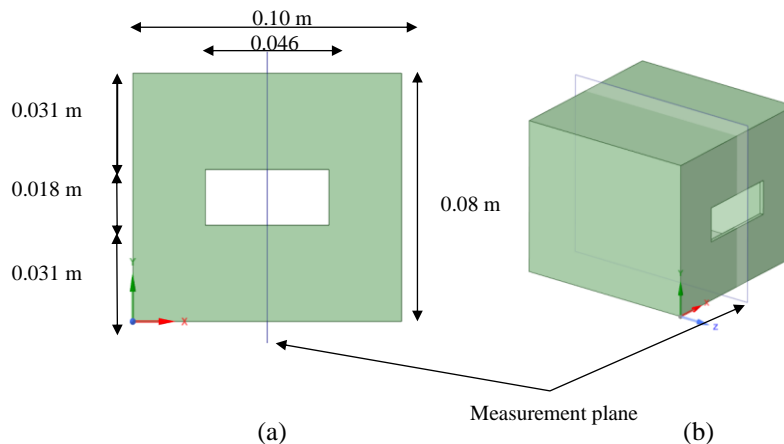 0.10 m
0.046
0.031 m
0.018 m
0.08 m
0.031 m
Y
X
Y
X
Z
Measurement plane
(a)
(b)